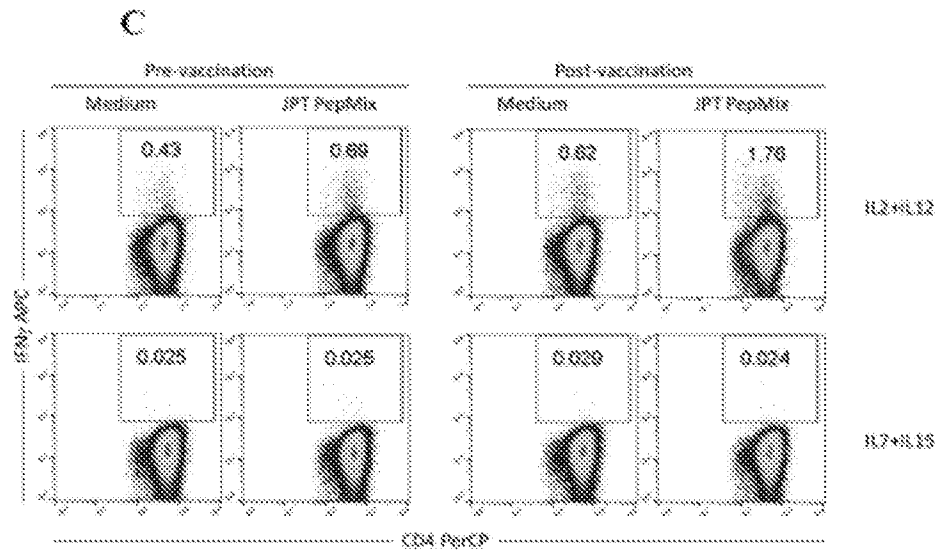 C
Pre-vaccination Post-vaccination
Medium JPT PepMix Medium JPT PepMix
0.43 0.69 0.62 1.76
IL2+IL12
IFNγ APC
0.025 0.026 0.029 0.024
IL7+IL15
CD4 PerCP